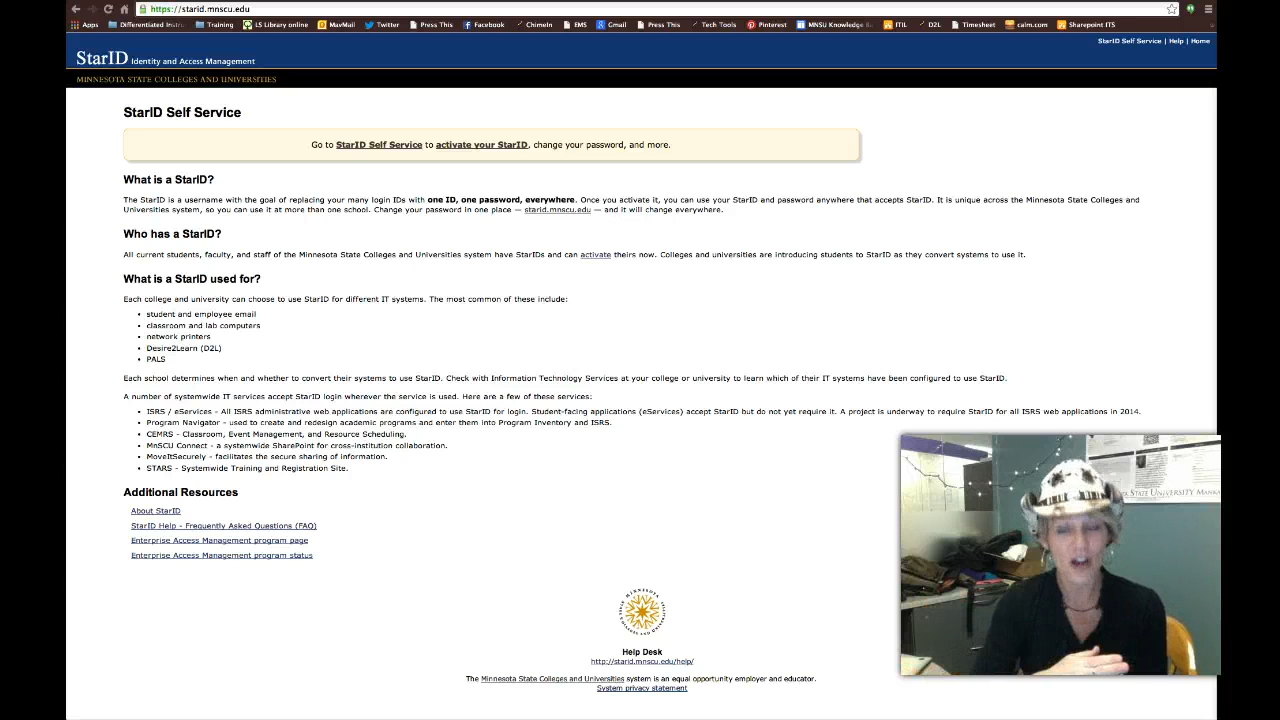 https://starid.mnscu.edu
Apps Differentiated Instru Training LS Library online MavMail Twitter Press This Facebook ChimeIn EMS Gmail Press This Tech Tools Pinterest MNSU Knowledge Ba ITIL D2L Timesheet calm.com Sharepoint ITS
StarID Self Service | Help | Home
StarID Identity and Access Management
MINNESOTA STATE COLLEGES AND UNIVERSITIES
StarID Self Service
Go to StarID Self Service to activate your StarID, change your password, and more.
What is a StarID?
The StarID is a username with the goal of replacing your many login IDs with one ID, one password, everywhere. Once you activate it, you can use your StarID and password anywhere that accepts StarID. It is unique across the Minnesota State Colleges and
Universities system, so you can use it at more than one school. Change your password in one place — starid.mnscu.edu — and it will change everywhere.
Who has a StarID?
All current students, faculty, and staff of the Minnesota State Colleges and Universities system have StarIDs and can activate theirs now. Colleges and universities are introducing students to StarID as they convert systems to use it.
What is a StarID used for?
Each college and university can choose to use StarID for different IT systems. The most common of these include:
• student and employee email
• classroom and lab computers
• network printers
• Desire2Learn (D2L)
• PALS
Each school determines when and whether to convert their systems to use StarID. Check with Information Technology Services at your college or university to learn which of their IT systems have been configured to use StarID.
A number of systemwide IT services accept StarID login wherever the service is used. Here are a few of these services:
• ISRS / eServices - All ISRS administrative web applications are configured to use StarID for login. Student-facing applications (eServices) accept StarID but do not yet require it. A project is underway to require StarID for all ISRS web applications in 2014.
• Program Navigator - used to create and redesign academic programs and enter them into Program Inventory and ISRS.
• CEMRS - Classroom, Event Management, and Resource Scheduling.
• MnSCU Connect - a systemwide SharePoint for cross-institution collaboration.
• MoveItSecurely - facilitates the secure sharing of information.
• STARS - Systemwide Training and Registration Site.
Additional Resources
About StarID
StarID Help - Frequently Asked Questions (FAQ)
Enterprise Access Management program page
Enterprise Access Management program status
STATE UNIVERSITY MANKA
MINNESOTA STATE COLLEGES AND UNIVERSITIES
Help Desk
http://starid.mnscu.edu/help/
The Minnesota State Colleges and Universities system is an equal opportunity employer and educator.
System privacy statement